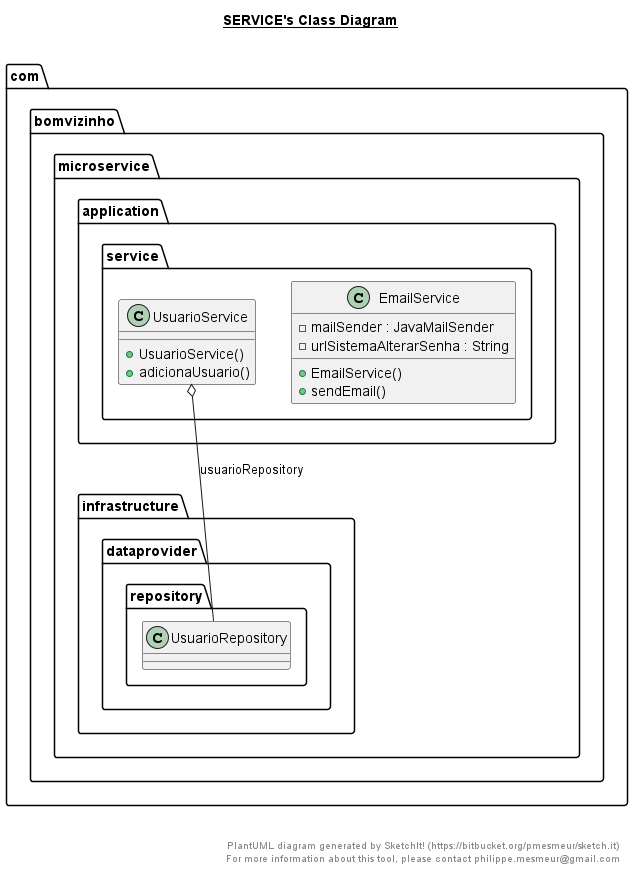 SERVICE's Class Diagram
com
bomvizinho
microservice
application
service
C UsuarioService
UsuarioService()
adicionaUsuario()
C EmailService
mailSender : JavaMailSender
urlSistemaAlterarSenha : String
EmailService()
sendEmail()
usuarioRepository
infrastructure
dataprovider
repository
C UsuarioRepository
PlantUML diagram generated by SketchIt! (https://bitbucket.org/pmesmeur/sketch.it)
For more information about this tool, please contact philippe.mesmeur@gmail.com